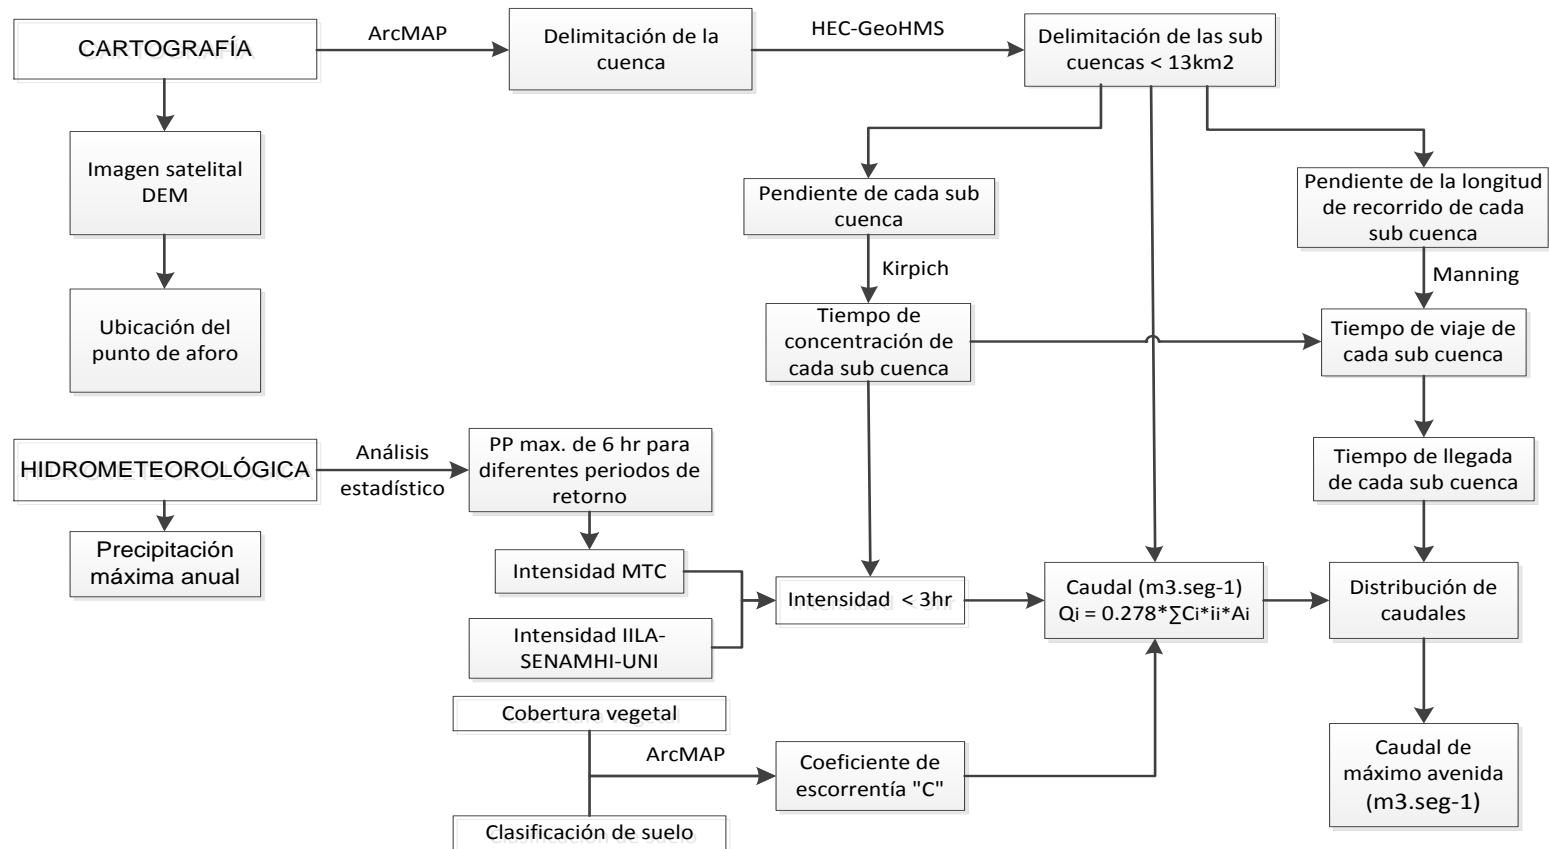 CARTOGRAFÍA
ArcMAP
Delimitación de la
cuenca
HEC-GeoHMS
Delimitación de las sub
cuencas < 13km2
Imagen satelital
DEM
Ubicación del
punto de aforo
Pendiente de cada sub
cuenca
Kirpich
Tiempo de
concentración de
cada sub cuenca
Pendiente de la longitud
de recorrido de cada
sub cuenca
Manning
Tiempo de viaje de
cada sub cuenca
Tiempo de llegada
de cada sub cuenca
HIDROMETEOROLÓGICA
Análisis
estadístico
PP max. de 6 hr para
diferentes periodos de
retorno
Precipitación
máxima anual
Intensidad MTC
Intensidad IILA-
SENAMHI-UNI
Intensidad < 3hr
Caudal (m3.seg-1)
Qi = 0.278*∑Ci*ii*Ai
Distribución de
caudales
Cobertura vegetal
ArcMAP
Clasificación de suelo
Coeficiente de
escorrentía "C"
Caudal de
máximo avenida
(m3.seg-1)